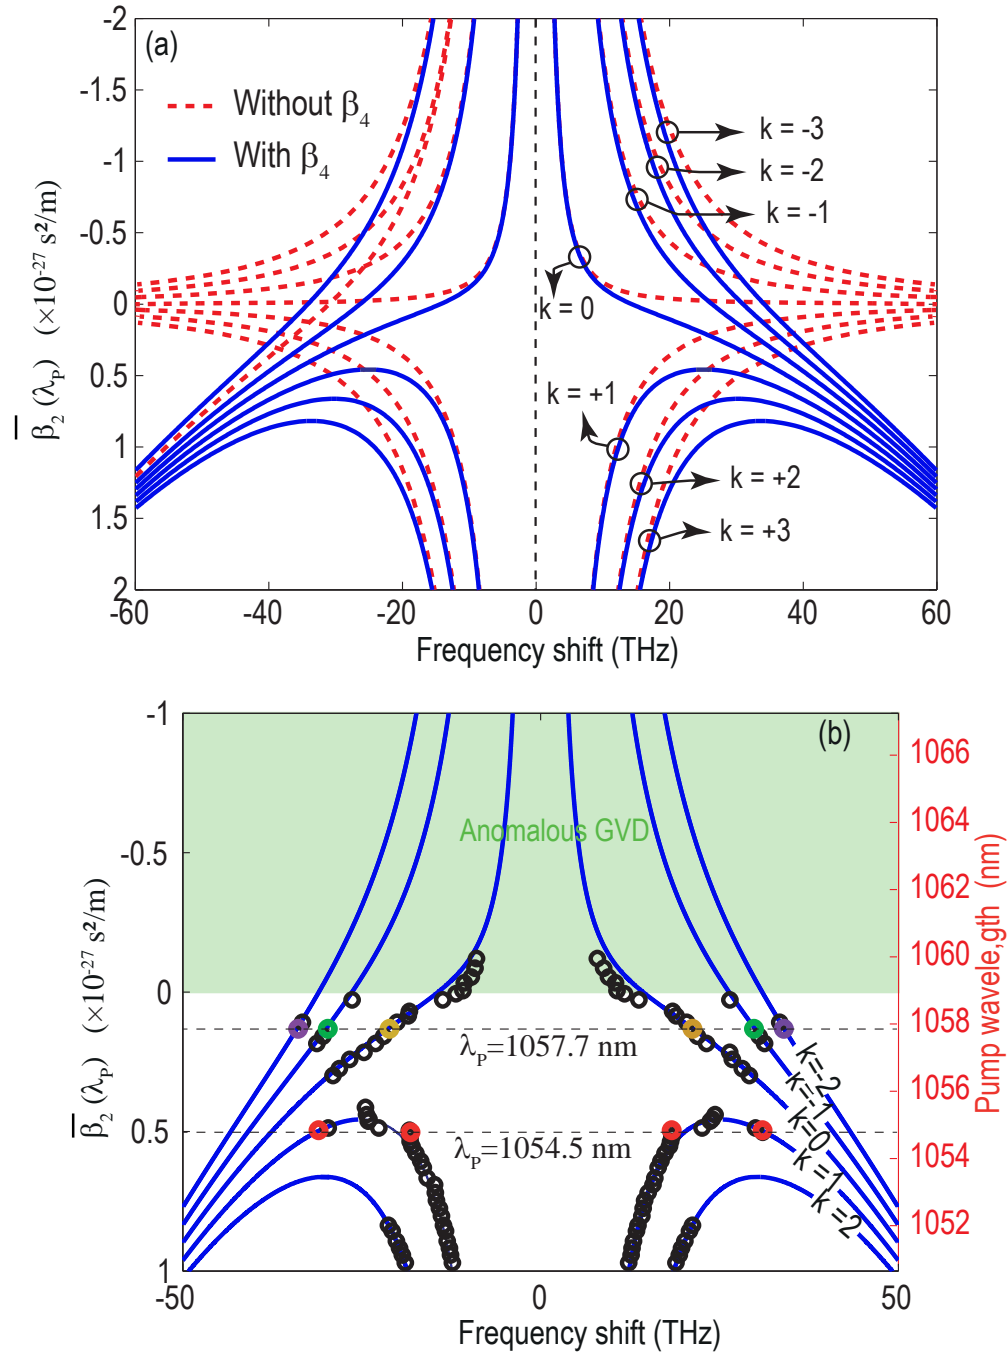 (a)
-2
-1.5
-1
-0.5
0
0.5
1
1.5
2
β₂ (λP) (×10⁻²⁷ s²/m)
Without β₄
With β₄
k = -3
k = -2
k = -1
k = 0
k = +1
k = +2
k = +3
-60
-40
-20
0
20
40
60
Frequency shift (THz)
(b)
-1
-0.5
0
0.5
1
β₂ (λP) (×10⁻²⁷ s²/m)
Anomalous GVD
λP=1057.7 nm
λP=1054.5 nm
k=-2
k=-1
k=0
k =1
k =2
1066
1064
1062
1060
1058
1056
1054
1052
Pump wavele,gth (nm)
-50
0
50
Frequency shift (THz)